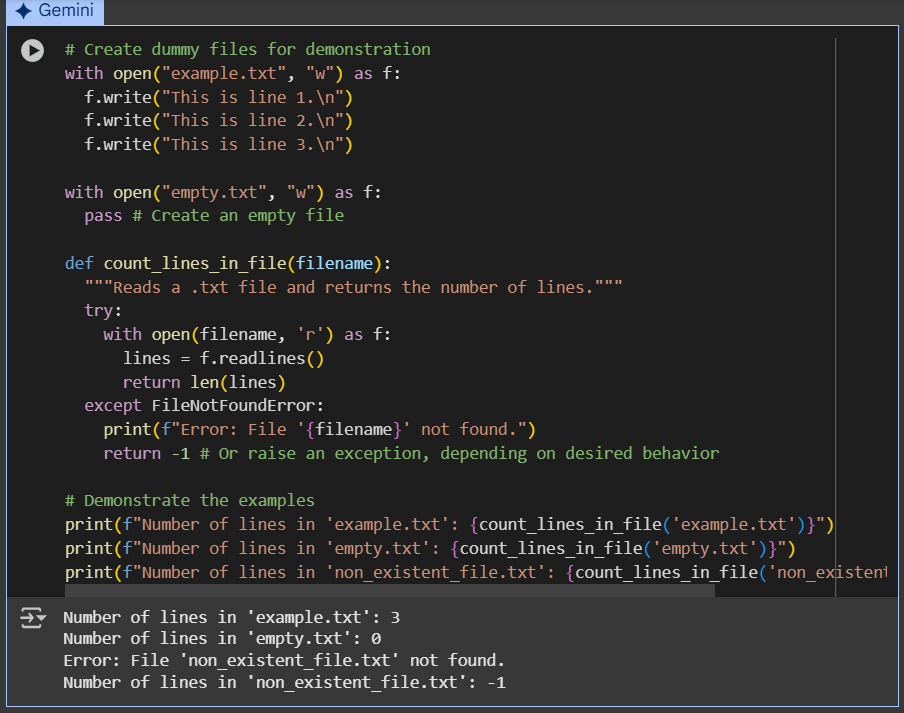 Gemini
# Create dummy files for demonstration
with open("example.txt", "w") as f:
  f.write("This is line 1.\n")
  f.write("This is line 2.\n")
  f.write("This is line 3.\n")

with open("empty.txt", "w") as f:
  pass # Create an empty file

def count_lines_in_file(filename):
  """Reads a .txt file and returns the number of lines."""
  try:
    with open(filename, 'r') as f:
      lines = f.readlines()
      return len(lines)
  except FileNotFoundError:
    print(f"Error: File '{filename}' not found.")
    return -1 # Or raise an exception, depending on desired behavior

# Demonstrate the examples
print(f"Number of lines in 'example.txt': {count_lines_in_file('example.txt')}")
print(f"Number of lines in 'empty.txt': {count_lines_in_file('empty.txt')}")
print(f"Number of lines in 'non_existent_file.txt': {count_lines_in_file('non_existent
Number of lines in 'example.txt': 3
Number of lines in 'empty.txt': 0
Error: File 'non_existent_file.txt' not found.
Number of lines in 'non_existent_file.txt': -1